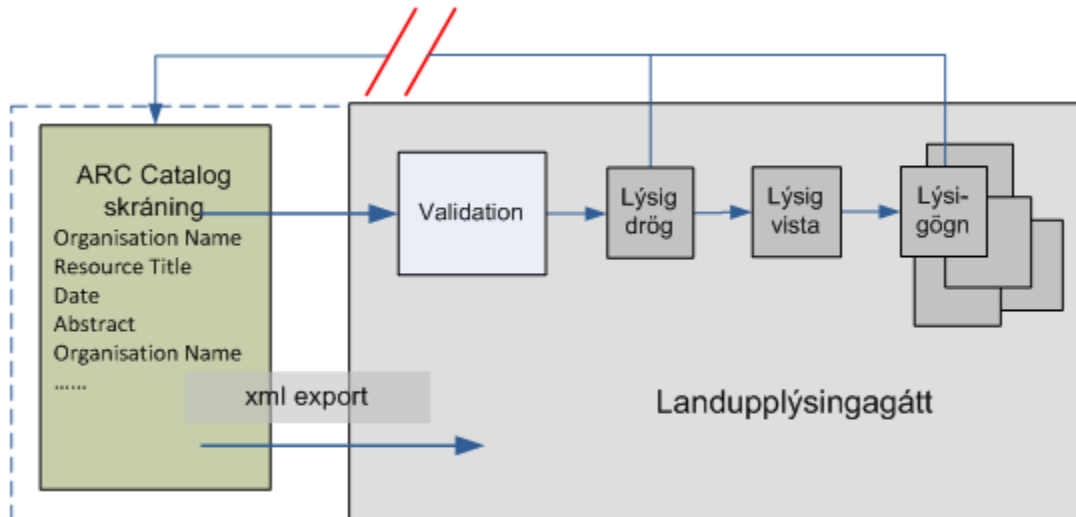 ARC Catalog
skráning
Organisation Name
Resource Title
Date
Abstract
Organisation Name
......
xml export
Validation
Lýsig
drög
Lýsig
vista
Lýsi-
gögn
Landupplýsingagátt